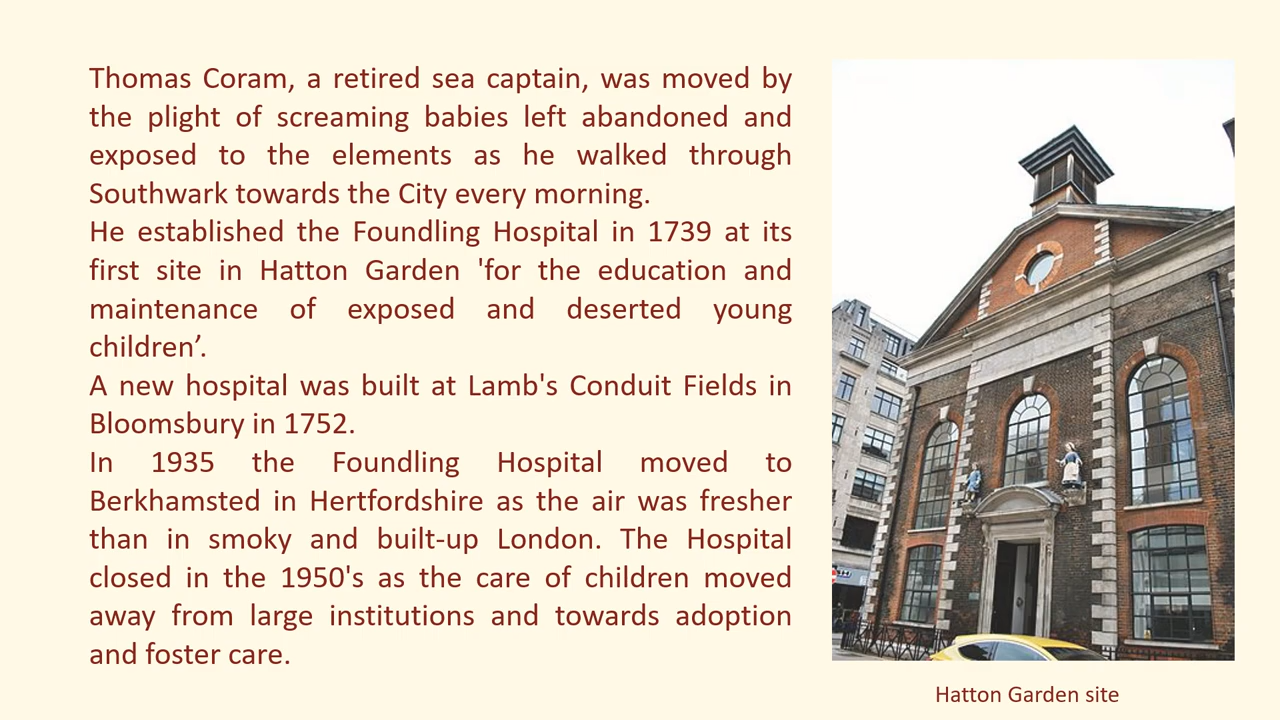 Thomas Coram, a retired sea captain, was moved by
the plight of screaming babies left abandoned and
exposed to the elements as he walked through
Southwark towards the City every morning.
He established the Foundling Hospital in 1739 at its
first site in Hatton Garden 'for the education and
maintenance of exposed and deserted young
children’.
A new hospital was built at Lamb's Conduit Fields in
Bloomsbury in 1752.
In 1935 the Foundling Hospital moved to
Berkhamsted in Hertfordshire as the air was fresher
than in smoky and built-up London. The Hospital
closed in the 1950's as the care of children moved
away from large institutions and towards adoption
and foster care.
Hatton Garden site